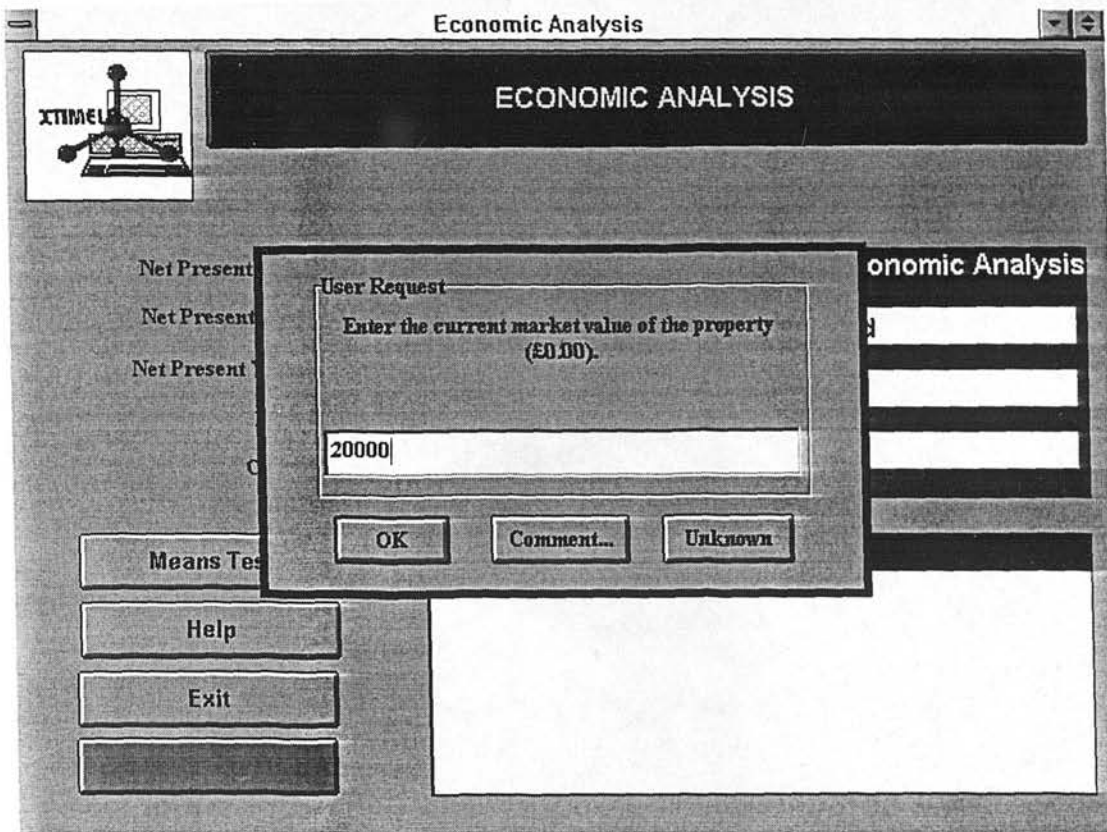 Economic Analysis
XTIMEL
ECONOMIC ANALYSIS
Net Present
onomic Analysis
Net Present
d
Net Present
User Request
Enter the current market value of the property
(£0.00).
20000
OK
Comment...
Unknown
Means Tes
Help
Exit